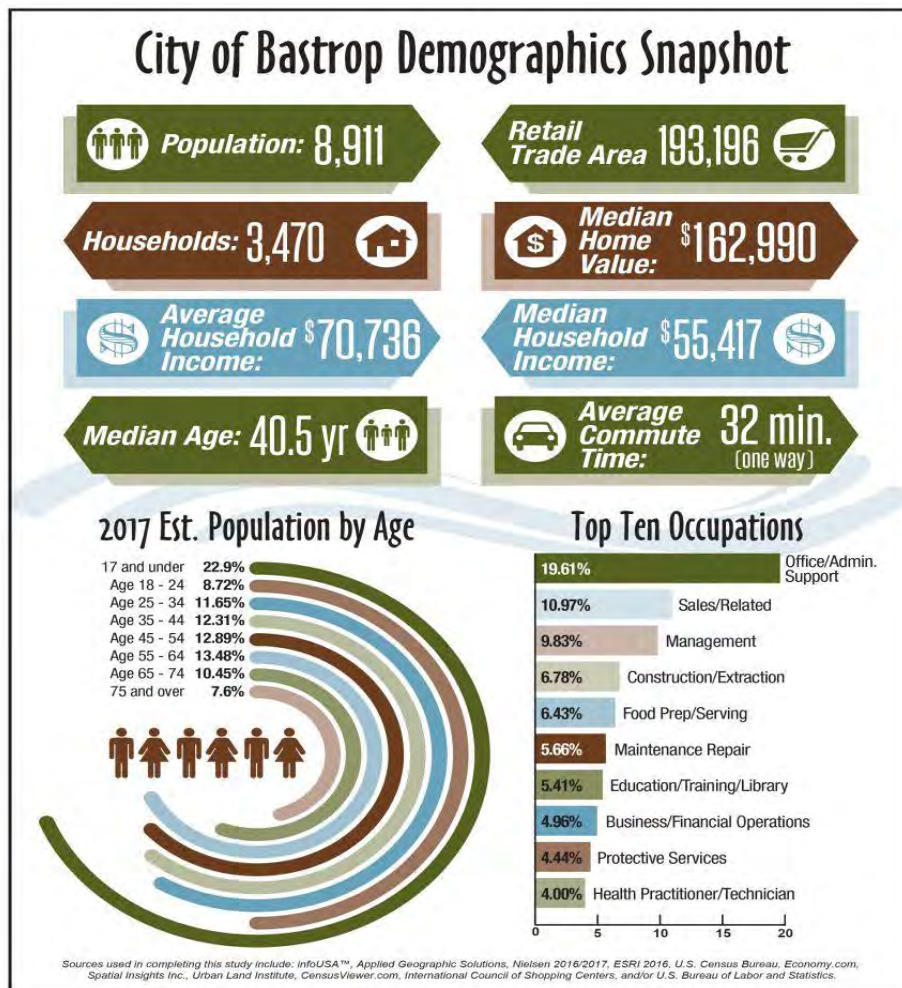 City of Bastrop Demographics Snapshot
Population: 8,911
Retail
Trade Area 193,196
Households: 3,470
Median
Home
Value: $162,990
Average
Household
Income: $70,736
Median
Household
Income: $55,417
Median Age: 40.5 yr
Average
Commute
Time: 32 min.
(one way)
2017 Est. Population by Age
17 and under 22.9%
Age 18 - 24 8.72%
Age 25 - 34 11.65%
Age 35 - 44 12.31%
Age 45 - 54 12.89%
Age 55 - 64 13.48%
Age 65 - 74 10.45%
75 and over 7.6%
Top Ten Occupations
19.61% Office/Admin.
Support
10.97% Sales/Related
9.83% Management
6.78% Construction/Extraction
6.43% Food Prep/Serving
5.66% Maintenance Repair
5.41% Education/Training/Library
4.96% Business/Financial Operations
4.44% Protective Services
4.00% Health Practitioner/Technician
0 5 10 15 20
Sources used in completing this study include: infoUSA™, Applied Geographic Solutions, Nielsen 2016/2017, ESRI 2016, U.S. Census Bureau, Economy.com,
Spatial Insights Inc., Urban Land Institute, CensusViewer.com, International Council of Shopping Centers, and/or U.S. Bureau of Labor and Statistics.